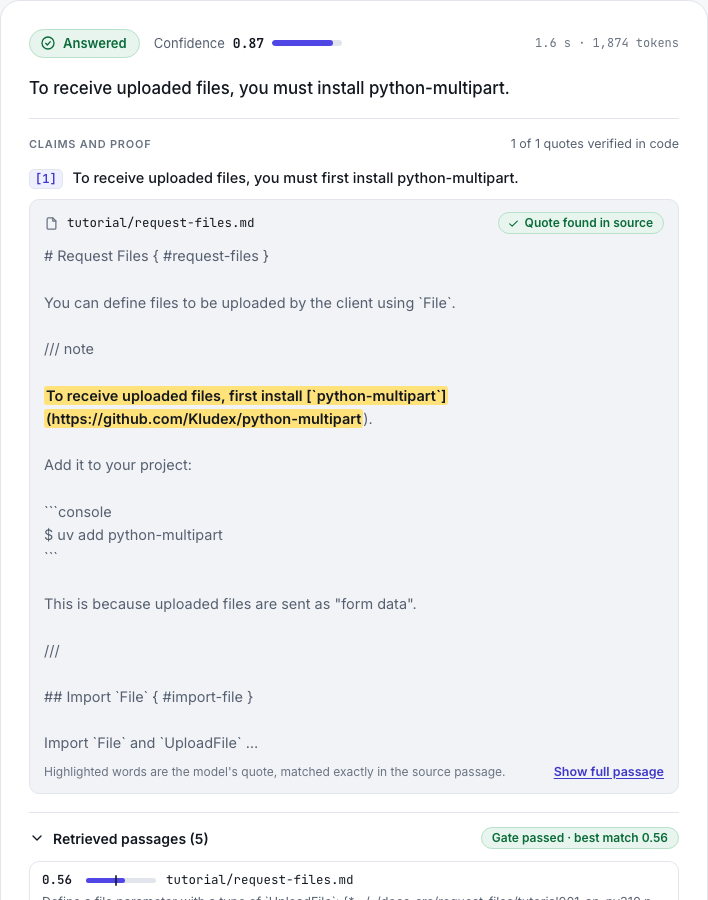 Answered Confidence 0.87 1.6 s · 1,874 tokens
To receive uploaded files, you must install python-multipart.
CLAIMS AND PROOF 1 of 1 quotes verified in code
[1] To receive uploaded files, you must first install python-multipart.
tutorial/request-files.md Quote found in source
# Request Files { #request-files }
You can define files to be uploaded by the client using `File`.
/// note
To receive uploaded files, first install [`python-multipart`]
(https://github.com/Kludex/python-multipart).
Add it to your project:
```console
$ uv add python-multipart
```
This is because uploaded files are sent as "form data".
///
## Import `File` { #import-file }
Import `File` and `UploadFile` ...
Highlighted words are the model's quote, matched exactly in the source passage. Show full passage
Retrieved passages (5) Gate passed · best match 0.56
0.56 tutorial/request-files.md